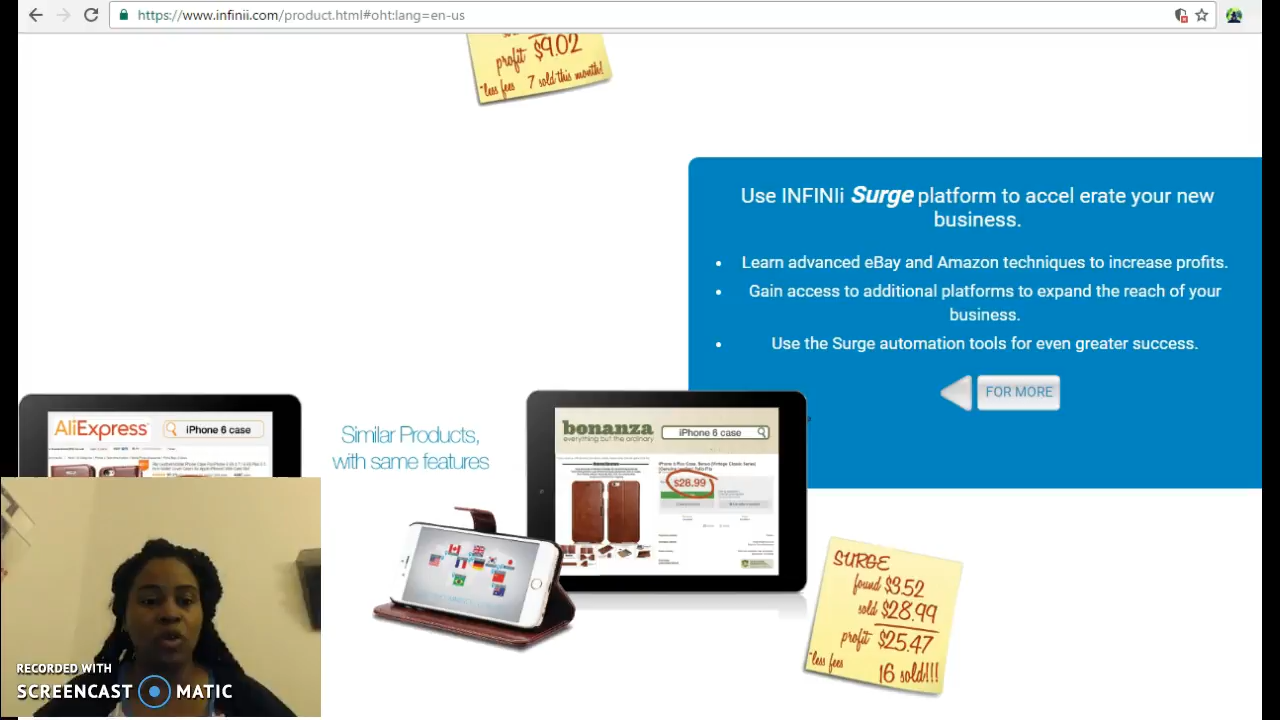 https://www.infinii.com/product.html#oht:lang=en-us
profit $9.02
*less fees 7 sold this month!
Use INFINIi Surge platform to accel erate your new
business.
Learn advanced eBay and Amazon techniques to increase profits.
Gain access to additional platforms to expand the reach of your
business.
Use the Surge automation tools for even greater success.
FOR MORE
AliExpress
iPhone 6 case
Similar Products,
with same features
bonanza
everything but the ordinary
iPhone 6 case
$28.99
SURGE
found $3.52
sold $28.99
profit $25.47
*less fees
16 sold!!!
RECORDED WITH
SCREENCAST MATIC